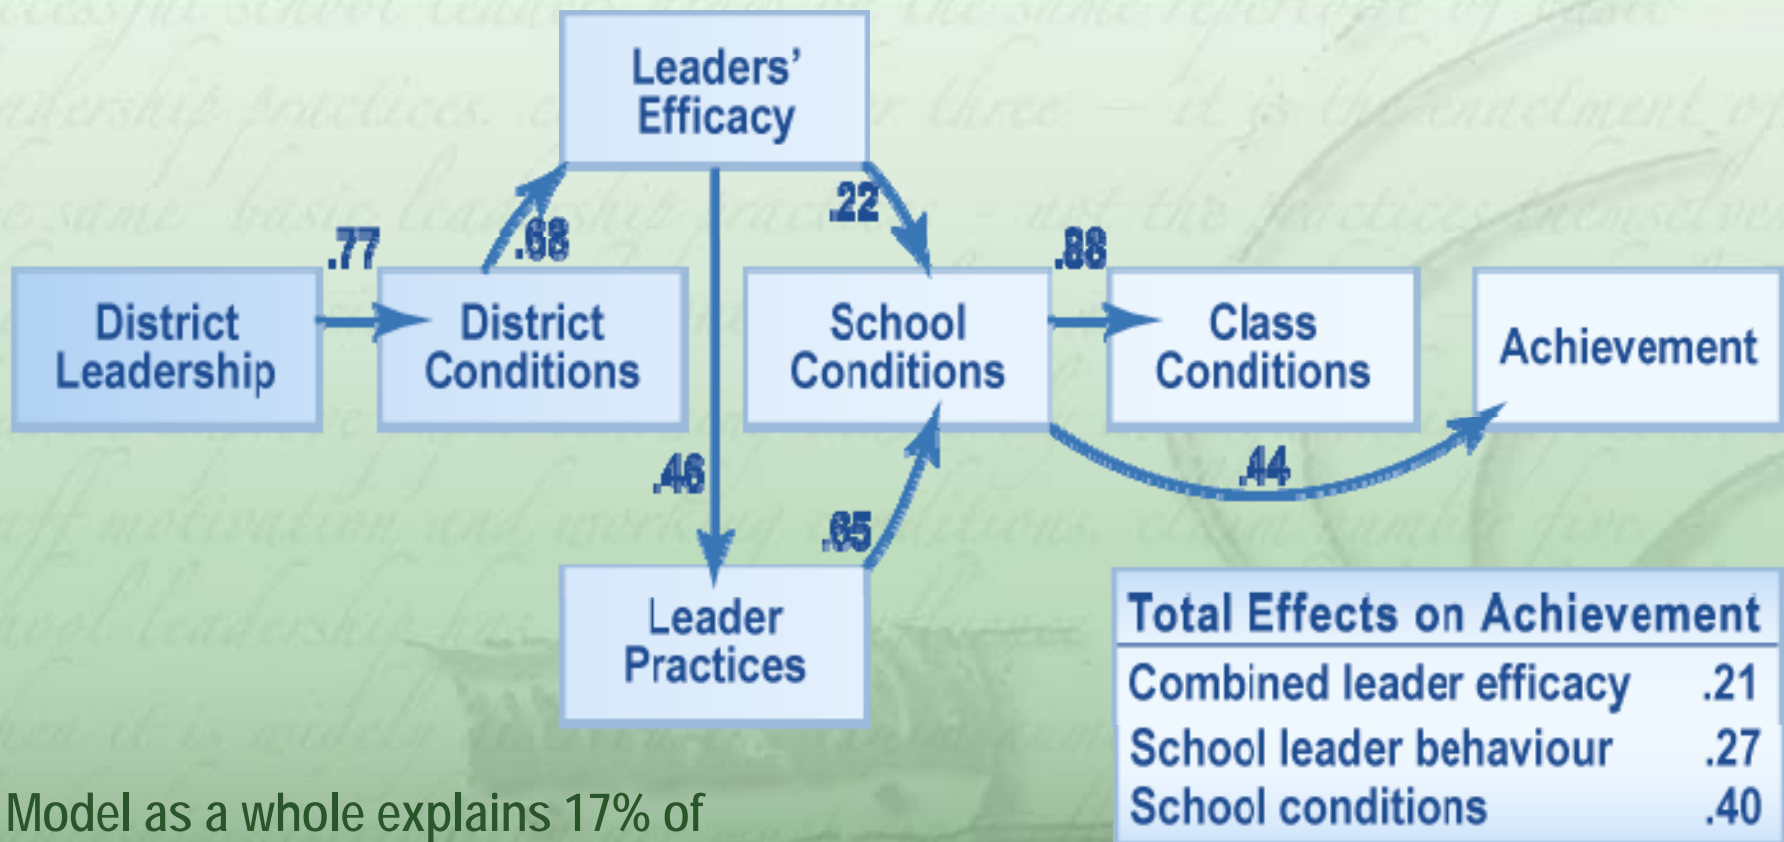 Leaders’
Efficacy
.22
.77
.68
.88
District
Leadership
District
Conditions
School
Conditions
Class
Conditions
Achievement
.46
.44
.65
Leader
Practices
Total Effects on Achievement
Combined leader efficacy .21
School leader behaviour .27
School conditions .40
Model as a whole explains 17% of